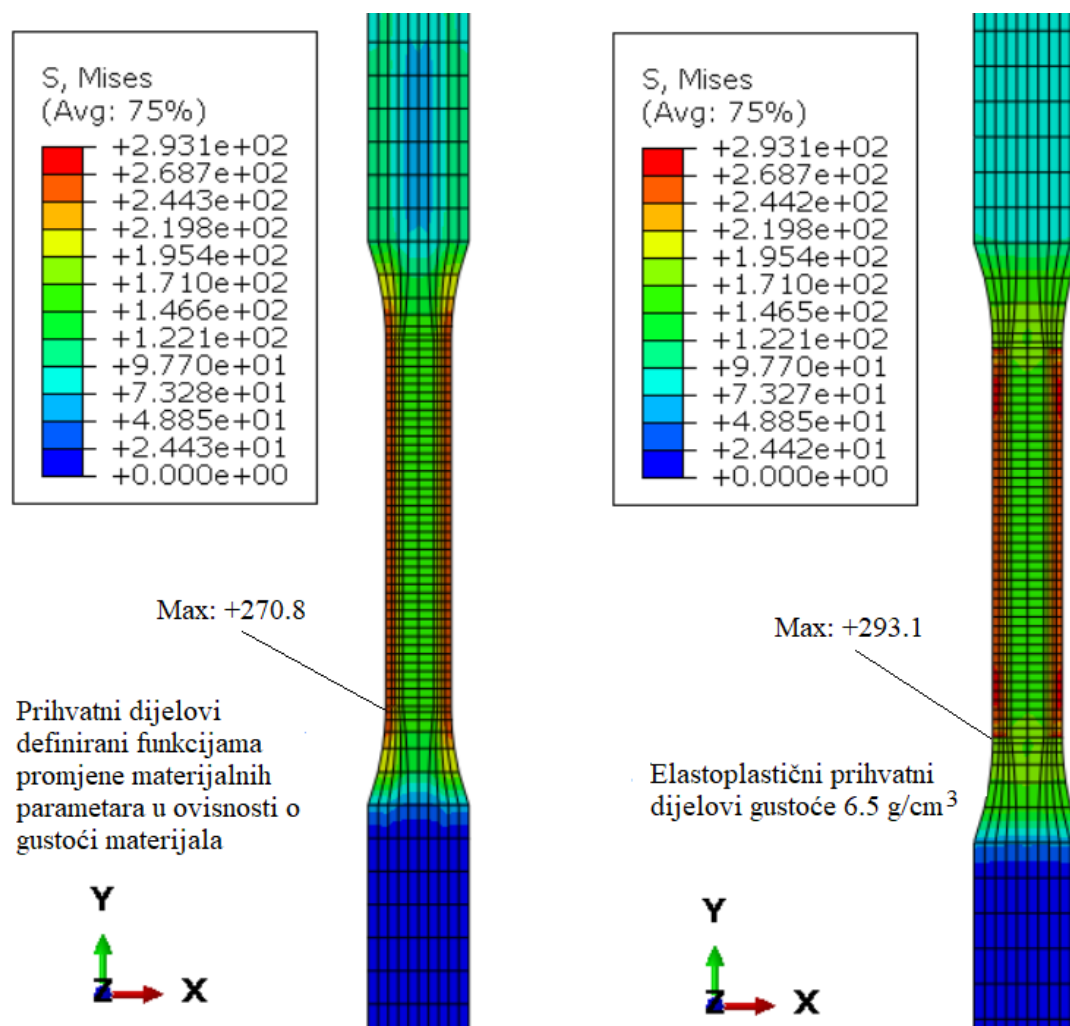 S, Mises
(Avg: 75%)
+2.931e+02
+2.687e+02
+2.443e+02
+2.198e+02
+1.954e+02
+1.710e+02
+1.466e+02
+1.221e+02
+9.770e+01
+7.328e+01
+4.885e+01
+2.443e+01
+0.000e+00
Max: +270.8
Prihvatni dijelovi
definirani funkcijama
promjene materijalnih
parametara u ovisnosti o
gustoći materijala
Y
Z
X
S, Mises
(Avg: 75%)
+2.931e+02
+2.687e+02
+2.442e+02
+2.198e+02
+1.954e+02
+1.710e+02
+1.465e+02
+1.221e+02
+9.770e+01
+7.327e+01
+4.885e+01
+2.442e+01
+0.000e+00
Max: +293.1
Elastoplastični prihvatni
dijelovi gustoće 6.5 g/cm³
Y
Z
X